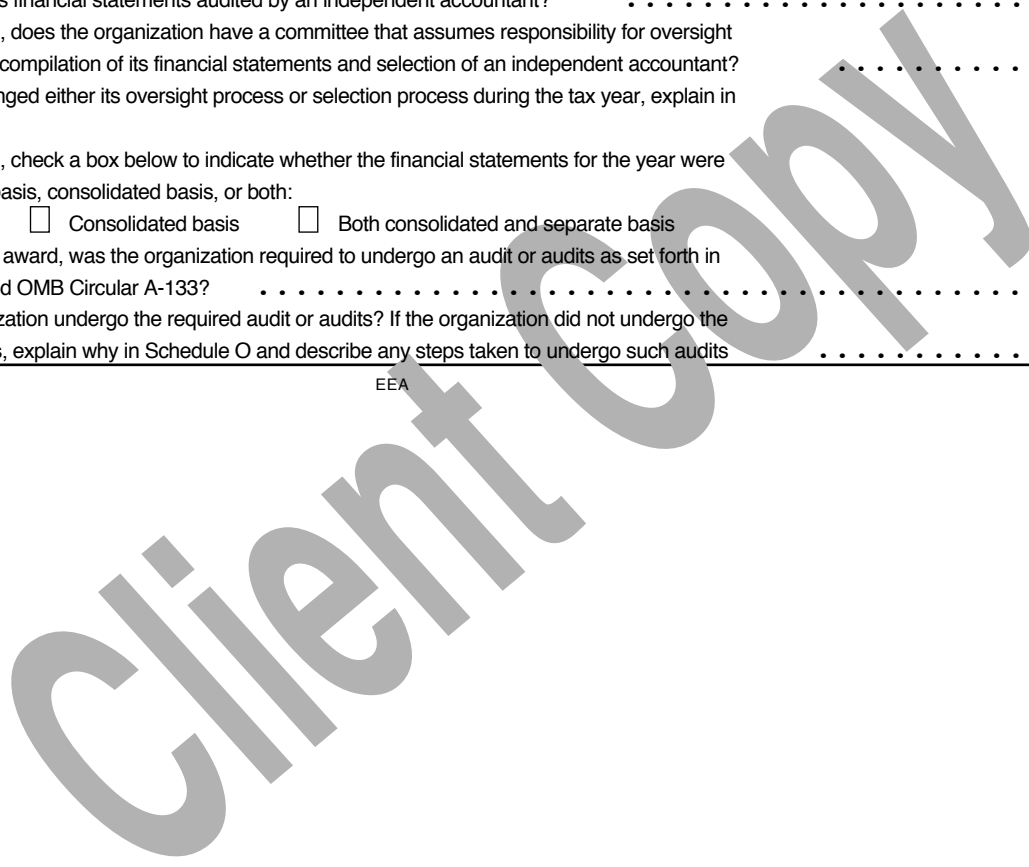 s financial statements audited by an independent accountant? . . . . . . . . . . . . . . . . . . . . . .
, does the organization have a committee that assumes responsibility for oversight
compilation of its financial statements and selection of an independent accountant? . . . . . . . . . .
nged either its oversight process or selection process during the tax year, explain in
, check a box below to indicate whether the financial statements for the year were
asis, consolidated basis, or both:
☐ Consolidated basis ☐ Both consolidated and separate basis
award, was the organization required to undergo an audit or audits as set forth in
d OMB Circular A-133? . . . . . . . . . . . . . . . . . . . . . . . . . . . . . . . . . . . . . . . . .
zation undergo the required audit or audits? If the organization did not undergo the
s, explain why in Schedule O and describe any steps taken to undergo such audits . . . . . . . . . . .
EEA
Client Copy